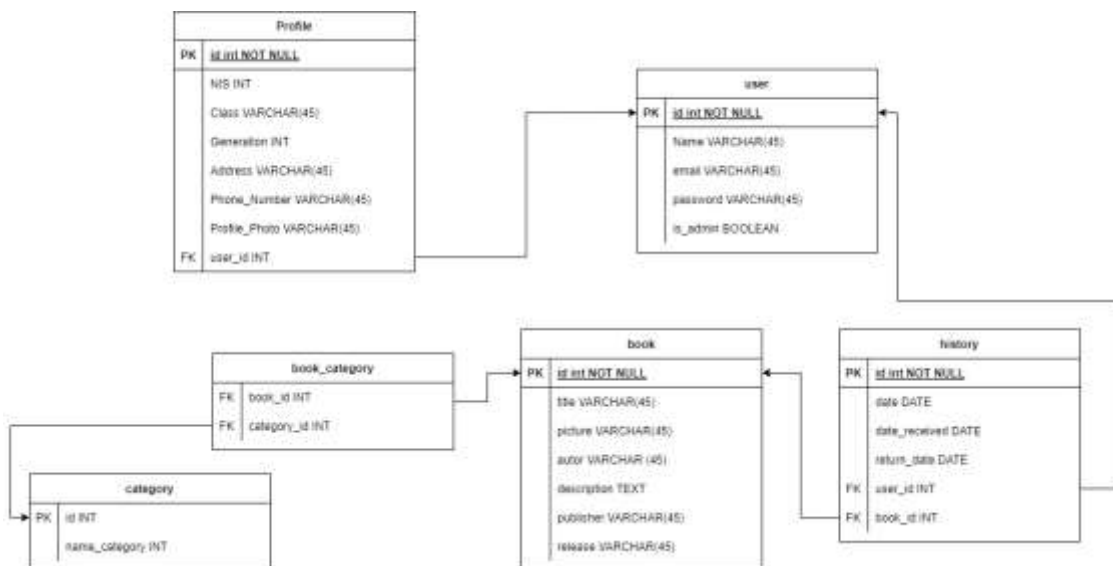 Profile
PK id int NOT NULL
NIS INT
Class VARCHAR(45)
Generation INT
Address VARCHAR(45)
Phone_Number VARCHAR(45)
Profile_Photo VARCHAR(45)
FK user_id INT
user
PK id int NOT NULL
Name VARCHAR(45)
email VARCHAR(45)
password VARCHAR(45)
is_admin BOOLEAN
book_category
FK book_id INT
FK category_id INT
category
PK id INT
name_category INT
book
PK id int NOT NULL
title VARCHAR(45)
picture VARCHAR(45)
autor VARCHAR (45)
description TEXT
publisher VARCHAR(45)
release VARCHAR(45)
history
PK id int NOT NULL
date DATE
date_received DATE
return_date DATE
FK user_id INT
FK book_id INT